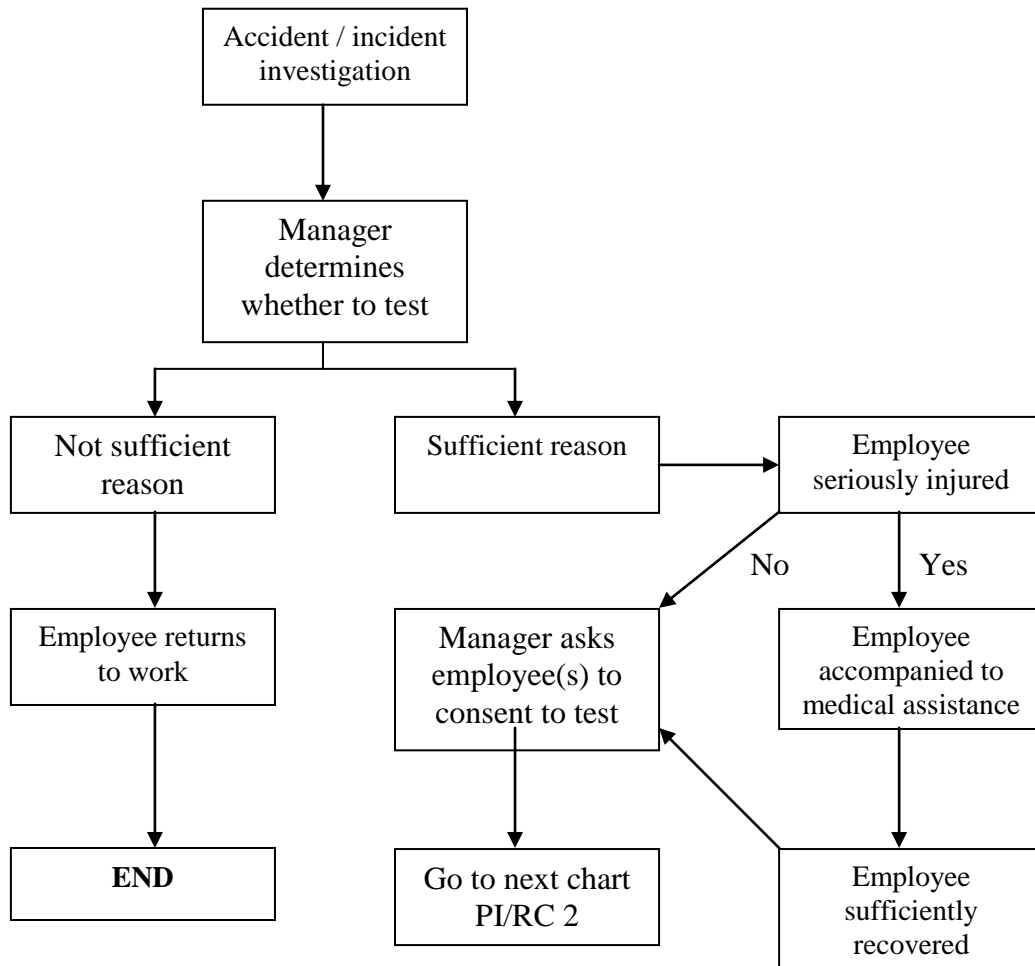 Accident / incident
investigation
Manager
determines
whether to test
Not sufficient
reason
Sufficient reason
Employee
seriously injured
No
Yes
Employee returns
to work
Manager asks
employee(s) to
consent to test
Employee
accompanied to
medical assistance
END
Go to next chart
PI/RC 2
Employee
sufficiently
recovered